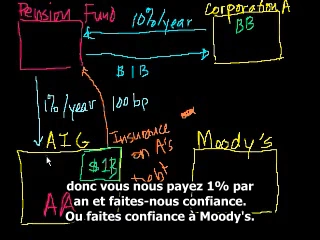 Pension Fund
10%/year
Corporation A
BB
$1B
1%/year 100bp
AIG
Insurance
on A's
debt
Moody's
$1B
AA
donc vous nous payez 1% par
an et faites-nous confiance.
Ou faites confiance à Moody's.